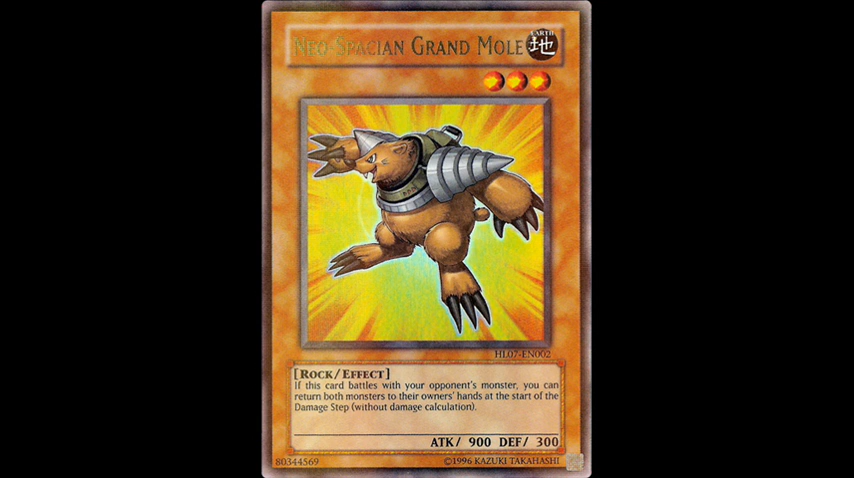 NEO-SPACIAN GRAND MOLE
EARTH
地
HL07-EN002
[ROCK/EFFECT]
If this card battles with your opponent's monster, you can
return both monsters to their owners' hands at the start of the
Damage Step (without damage calculation).
ATK/ 900 DEF/ 300
80344569
©1996 KAZUKI TAKAHASHI